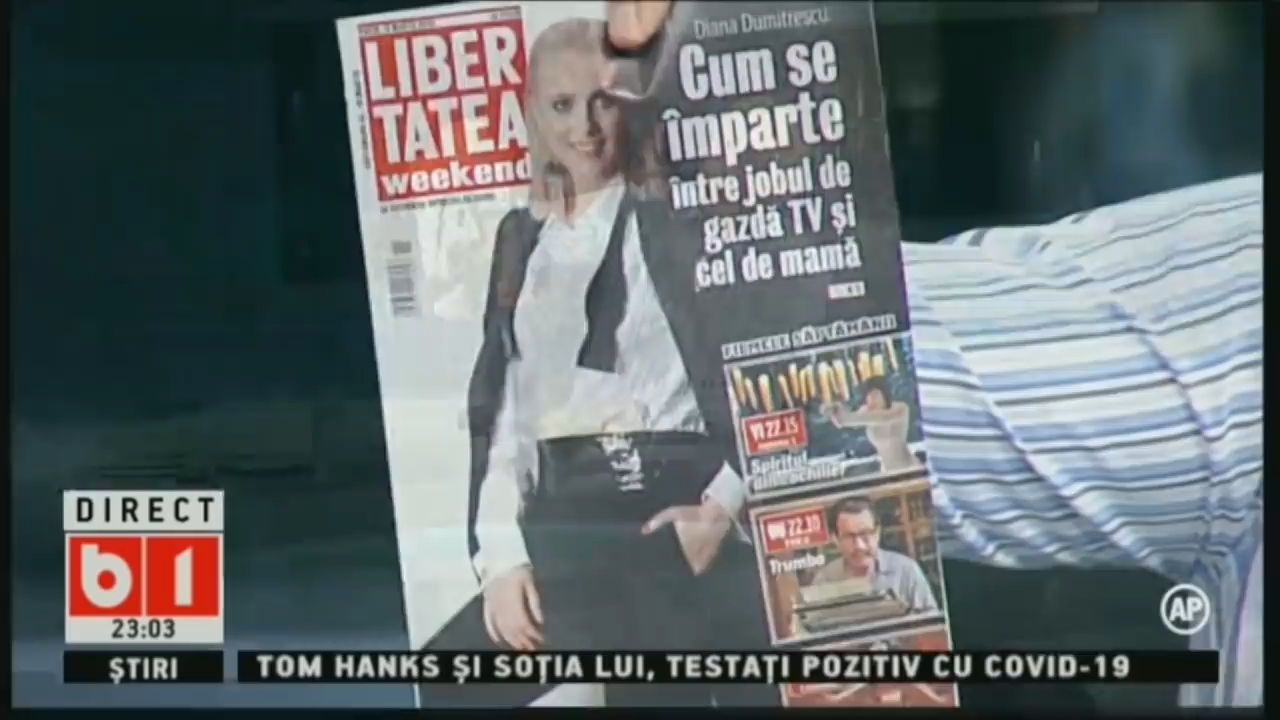 Diana Dumitrescu
LIBER
TATEA
weekend
Cum se
împarte
între jobul de
gazdă TV și
cel de mamă
FILMELE SĂPTĂMÂNII
VI 22.15
Spiritul
22.30
Trumbo
DIRECT
b1
23:03
AP
ȘTIRI
TOM HANKS ȘI SOȚIA LUI, TESTAȚI POZITIV CU COVID-19